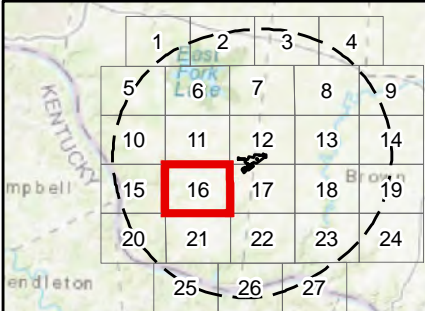 1 2 3 4
East
Fork
Lake
5 6 7 8 9
KENTUCKY
10 11 12 13 14
mpbell
15 16 17 18 19
Brown
20 21 22 23 24
endleton
25 26 27